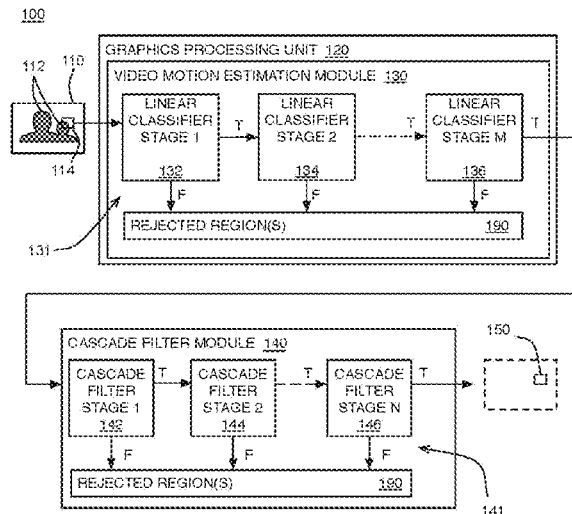 100
112
110
114
GRAPHICS PROCESSING UNIT 120
VIDEO MOTION ESTIMATION MODULE 130
LINEAR CLASSIFIER STAGE 1
132
T
LINEAR CLASSIFIER STAGE 2
134
T
LINEAR CLASSIFIER STAGE M
136
T
F
F
F
REJECTED REGION(S) 190
131
CASCADE FILTER MODULE 140
CASCADE FILTER STAGE 1
142
T
CASCADE FILTER STAGE 2
144
T
CASCADE FILTER STAGE N
146
T
150
F
F
F
REJECTED REGION(S) 190
141